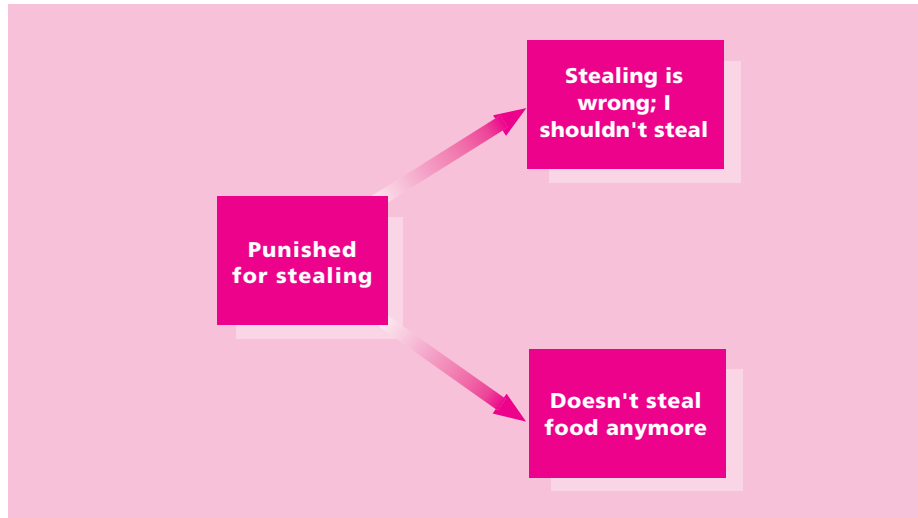 Stealing is
wrong; I
shouldn't steal
Punished
for stealing
Doesn't steal
food anymore